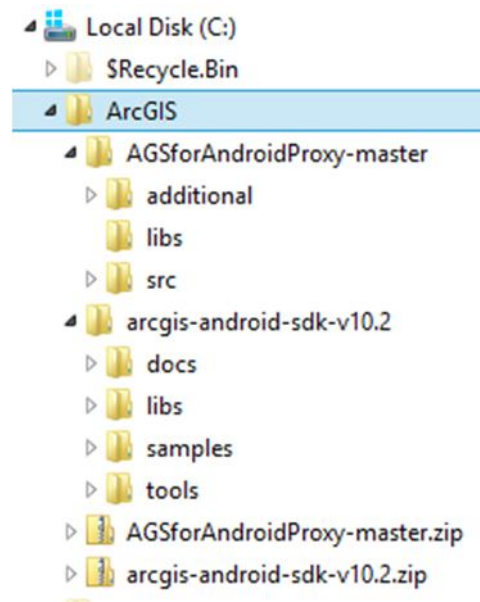 Local Disk (C:)
$Recycle.Bin
ArcGIS
AGSforAndroidProxy-master
additional
libs
src
arcgis-android-sdk-v10.2
docs
libs
samples
tools
AGSforAndroidProxy-master.zip
arcgis-android-sdk-v10.2.zip